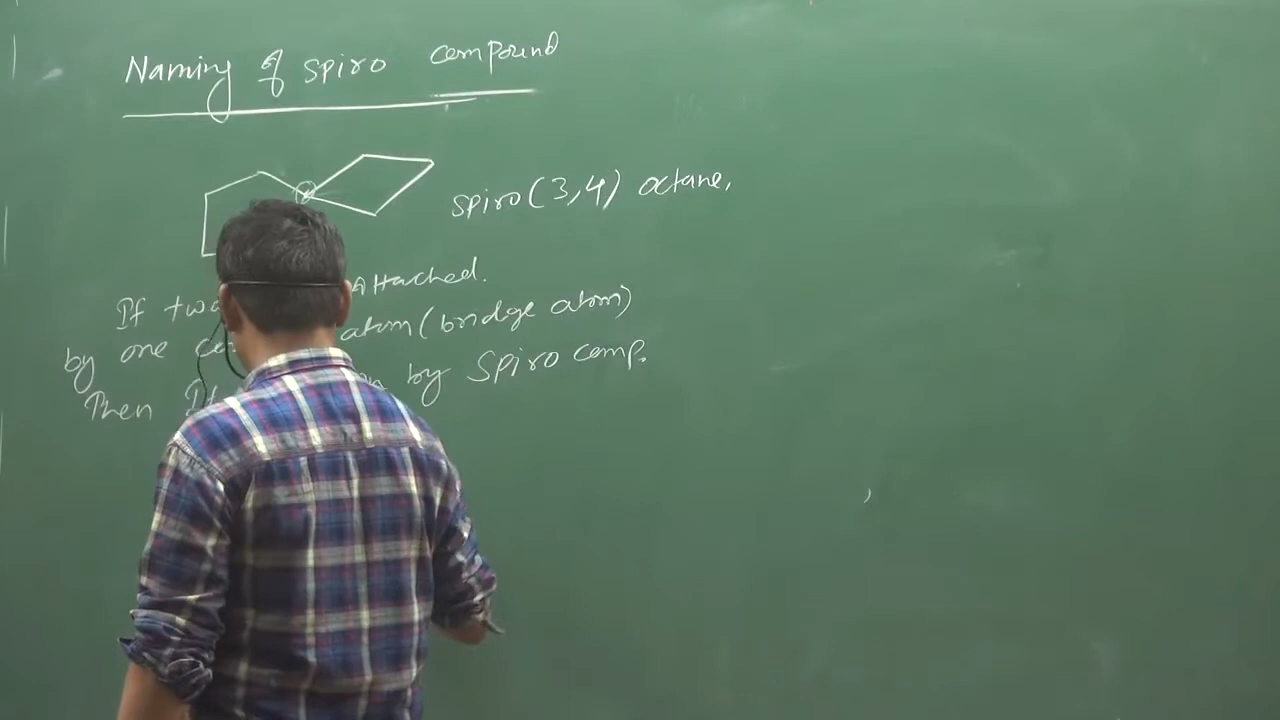 Naming of spiro compound
spiro(3,4) octane,
If two Attached.
by one atom (bridge atom)
Then by Spiro comp.